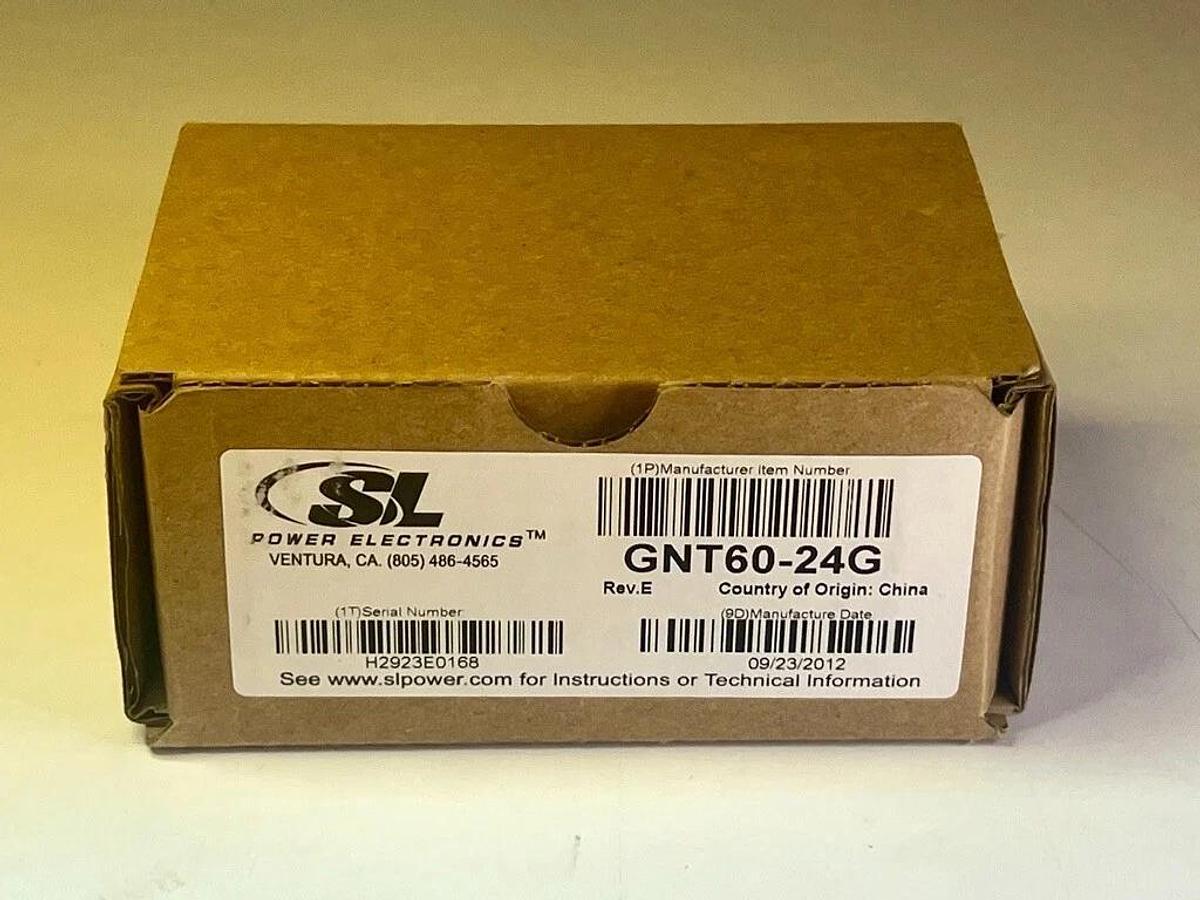 SL
POWER ELECTRONICS™
VENTURA, CA. (805) 486-4565
(1P)Manufacturer Item Number
GNT60-24G
Rev.E Country of Origin: China
(1T)Serial Number
H2923E0168
(9D)Manufacture Date
09/23/2012
See www.slpower.com for Instructions or Technical Information